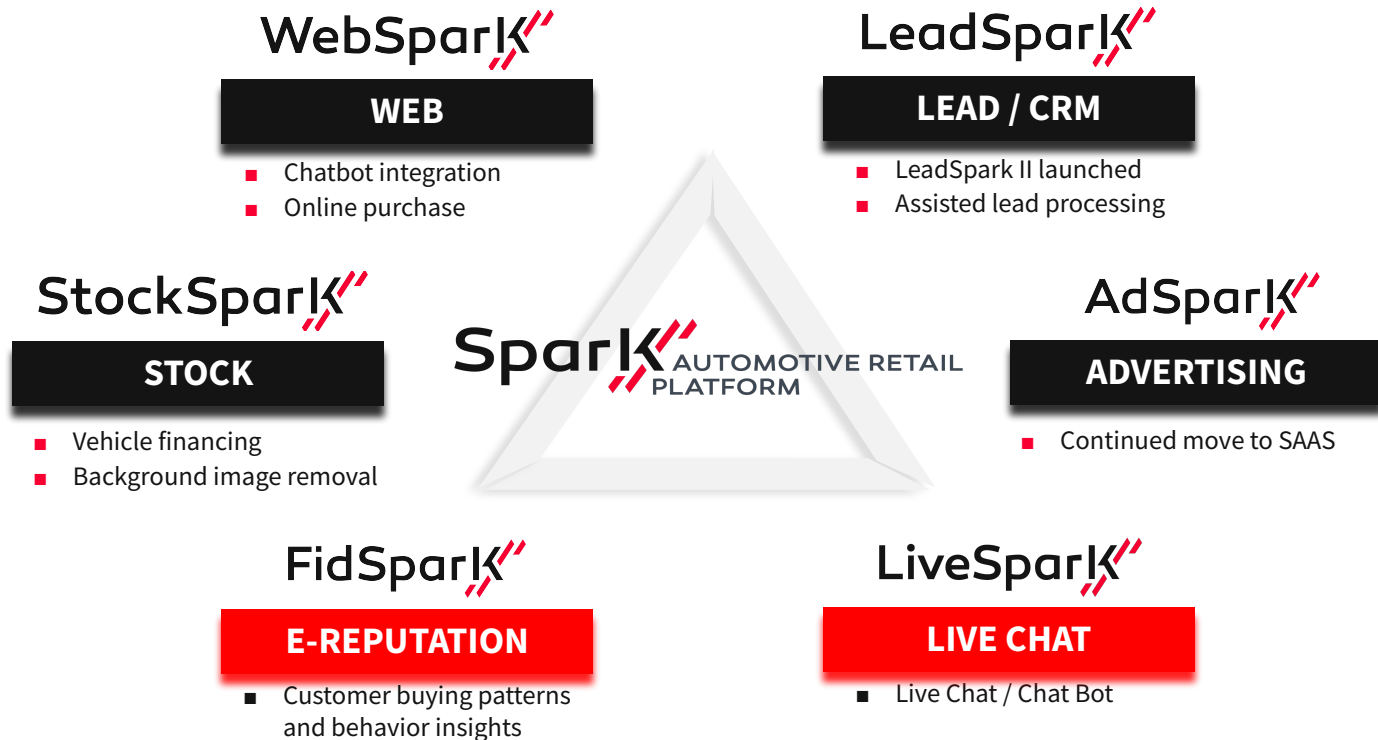 WebSpark
WEB
Chatbot integration
Online purchase
LeadSpark
LEAD / CRM
LeadSpark II launched
Assisted lead processing
StockSpark
STOCK
Vehicle financing
Background image removal
Spark AUTOMOTIVE RETAIL
PLATFORM
AdSpark
ADVERTISING
Continued move to SAAS
FidSpark
E-REPUTATION
Customer buying patterns
and behavior insights
LiveSpark
LIVE CHAT
Live Chat / Chat Bot